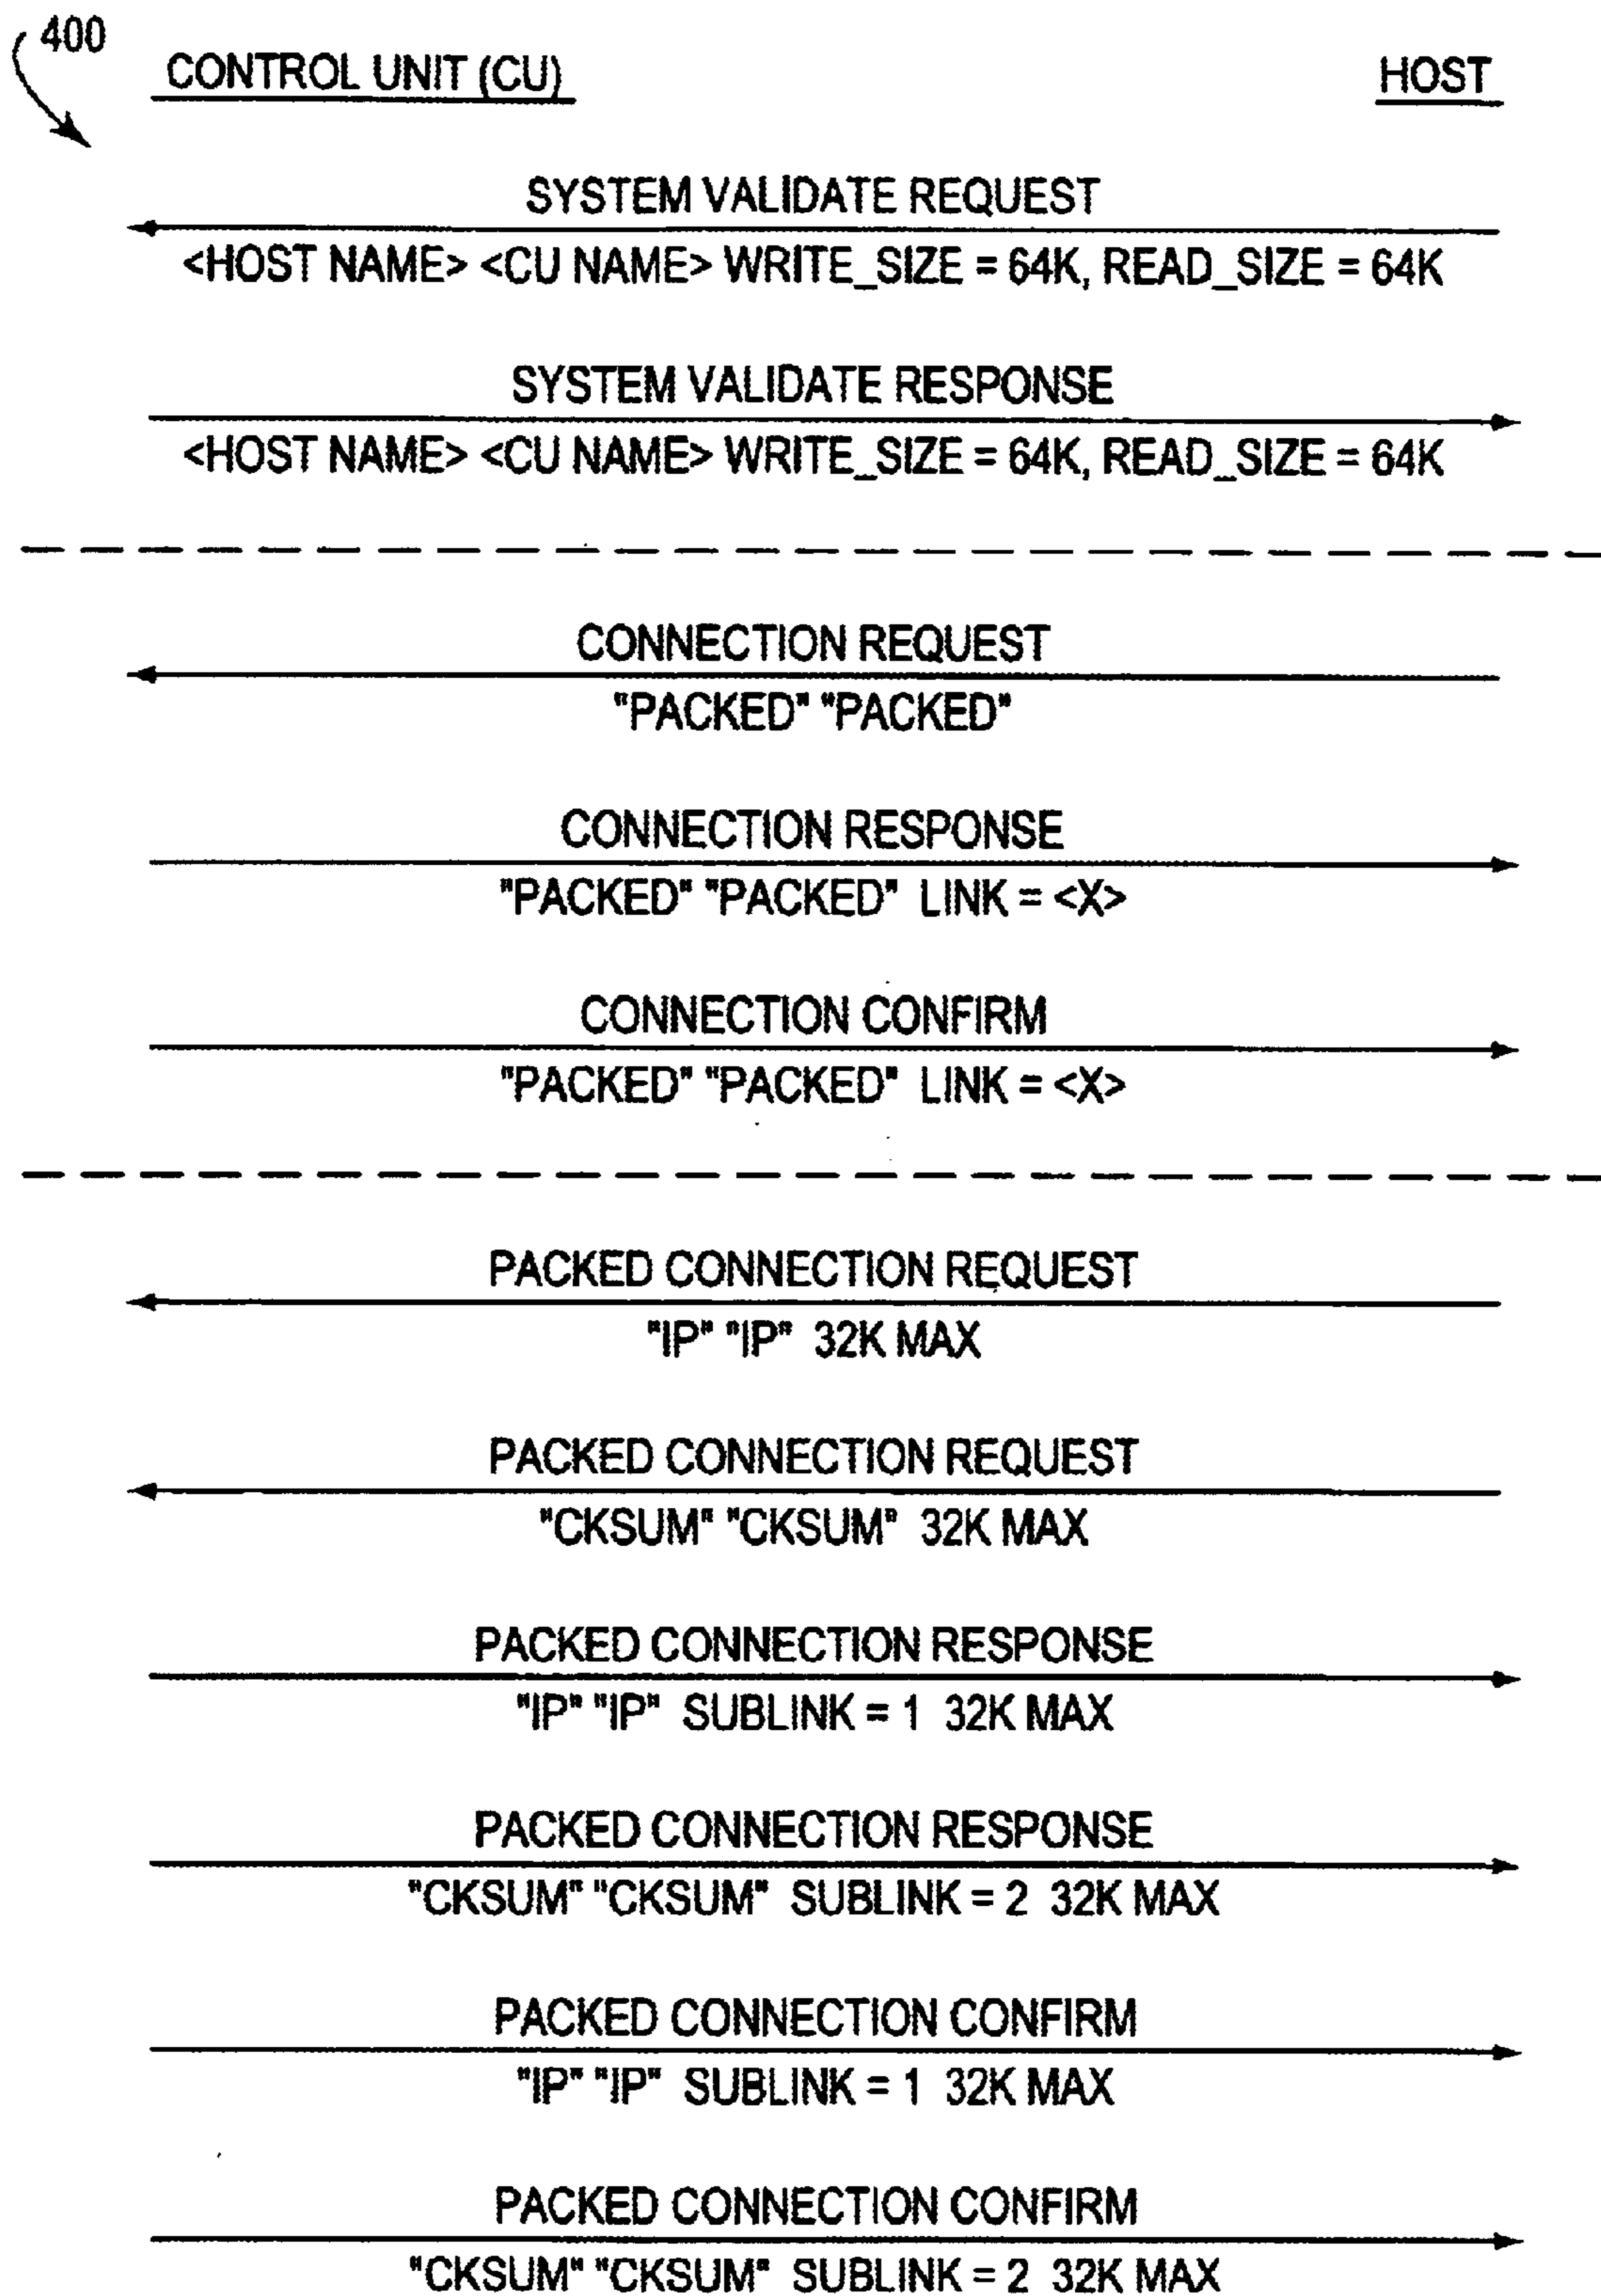 400
CONTROL UNIT (CU) HOST
SYSTEM VALIDATE REQUEST
<HOST NAME> <CU NAME> WRITE_SIZE = 64K, READ_SIZE = 64K
SYSTEM VALIDATE RESPONSE
<HOST NAME> <CU NAME> WRITE_SIZE = 64K, READ_SIZE = 64K
CONNECTION REQUEST
"PACKED" "PACKED"
CONNECTION RESPONSE
"PACKED" "PACKED" LINK = <X>
CONNECTION CONFIRM
"PACKED" "PACKED" LINK = <X>
PACKED CONNECTION REQUEST
"IP" "IP" 32K MAX
PACKED CONNECTION REQUEST
"CKSUM" "CKSUM" 32K MAX
PACKED CONNECTION RESPONSE
"IP" "IP" SUBLINK = 1 32K MAX
PACKED CONNECTION RESPONSE
"CKSUM" "CKSUM" SUBLINK = 2 32K MAX
PACKED CONNECTION CONFIRM
"IP" "IP" SUBLINK = 1 32K MAX
PACKED CONNECTION CONFIRM
"CKSUM" "CKSUM" SUBLINK = 2 32K MAX